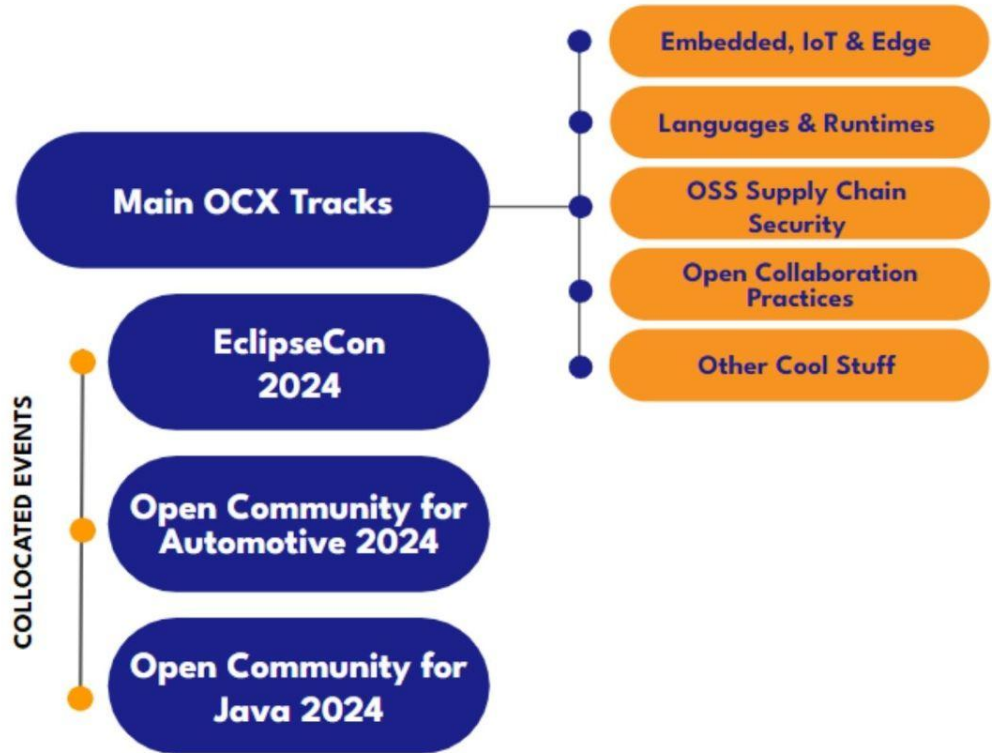 Main OCX Tracks
Embedded, IoT & Edge
Languages & Runtimes
OSS Supply Chain
Security
Open Collaboration
Practices
Other Cool Stuff
COLLOCATED EVENTS
EclipseCon
2024
Open Community for
Automotive 2024
Open Community for
Java 2024